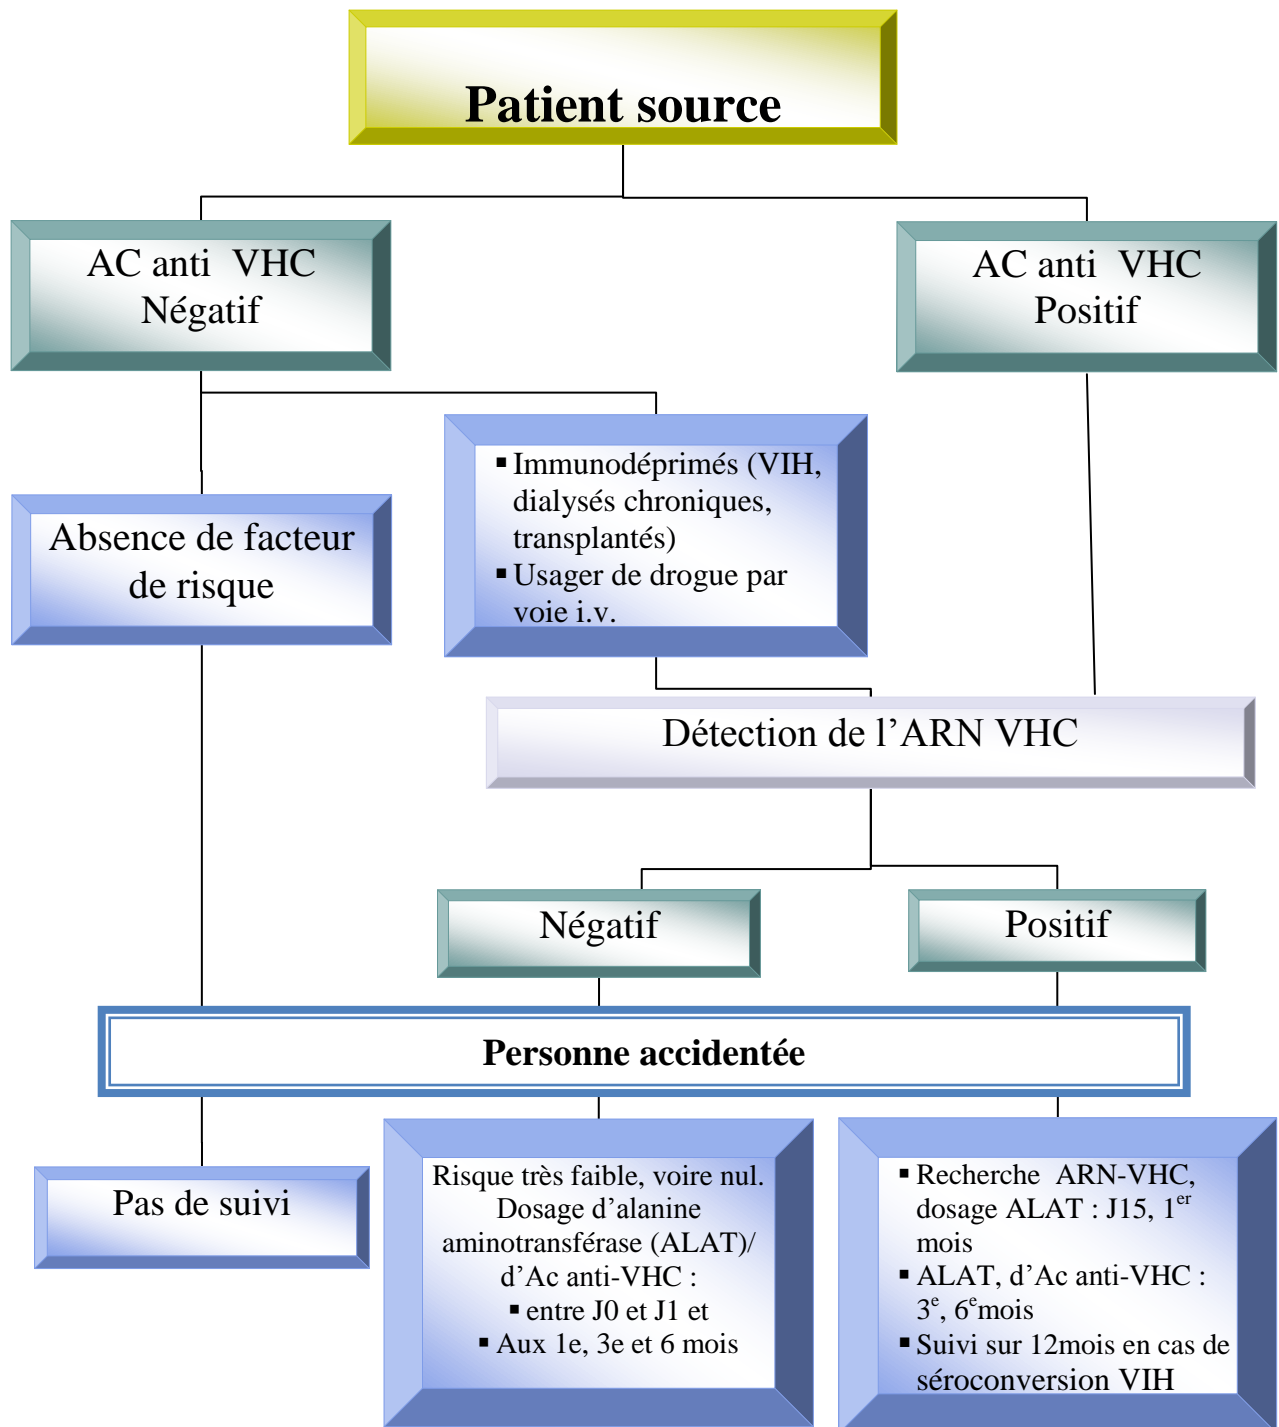 Patient source
AC anti VHC
Négatif
AC anti VHC
Positif
Absence de facteur
de risque
▪ Immunodéprimés (VIH,
dialysés chroniques,
transplantés)
▪ Usager de drogue par
voie i.v.
Détection de l’ARN VHC
Négatif
Positif
Personne accidentée
Pas de suivi
Risque très faible, voire nul.
Dosage d’alanine
aminotransférase (ALAT)/
d’Ac anti-VHC :
▪ entre J0 et J1 et
▪ Aux 1e, 3e et 6 mois
▪ Recherche ARN-VHC,
dosage ALAT : J15, 1er
mois
▪ ALAT, d’Ac anti-VHC :
3e, 6emois
▪ Suivi sur 12mois en cas de
séroconversion VIH